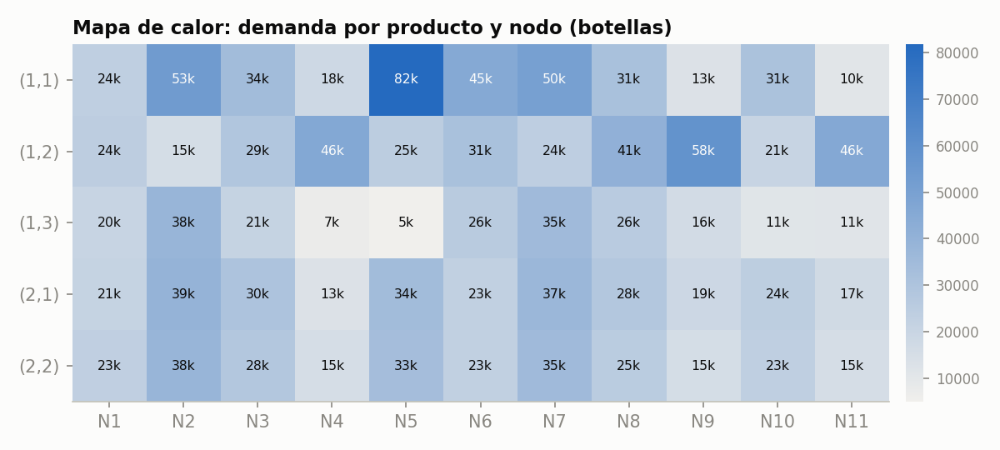 Mapa de calor: demanda por producto y nodo (botellas)
(1,1) 24k 53k 34k 18k 82k 45k 50k 31k 13k 31k 10k
(1,2) 24k 15k 29k 46k 25k 31k 24k 41k 58k 21k 46k
(1,3) 20k 38k 21k 7k 5k 26k 35k 26k 16k 11k 11k
(2,1) 21k 39k 30k 13k 34k 23k 37k 28k 19k 24k 17k
(2,2) 23k 38k 28k 15k 33k 23k 35k 25k 15k 23k 15k
N1 N2 N3 N4 N5 N6 N7 N8 N9 N10 N11
80000
70000
60000
50000
40000
30000
20000
10000